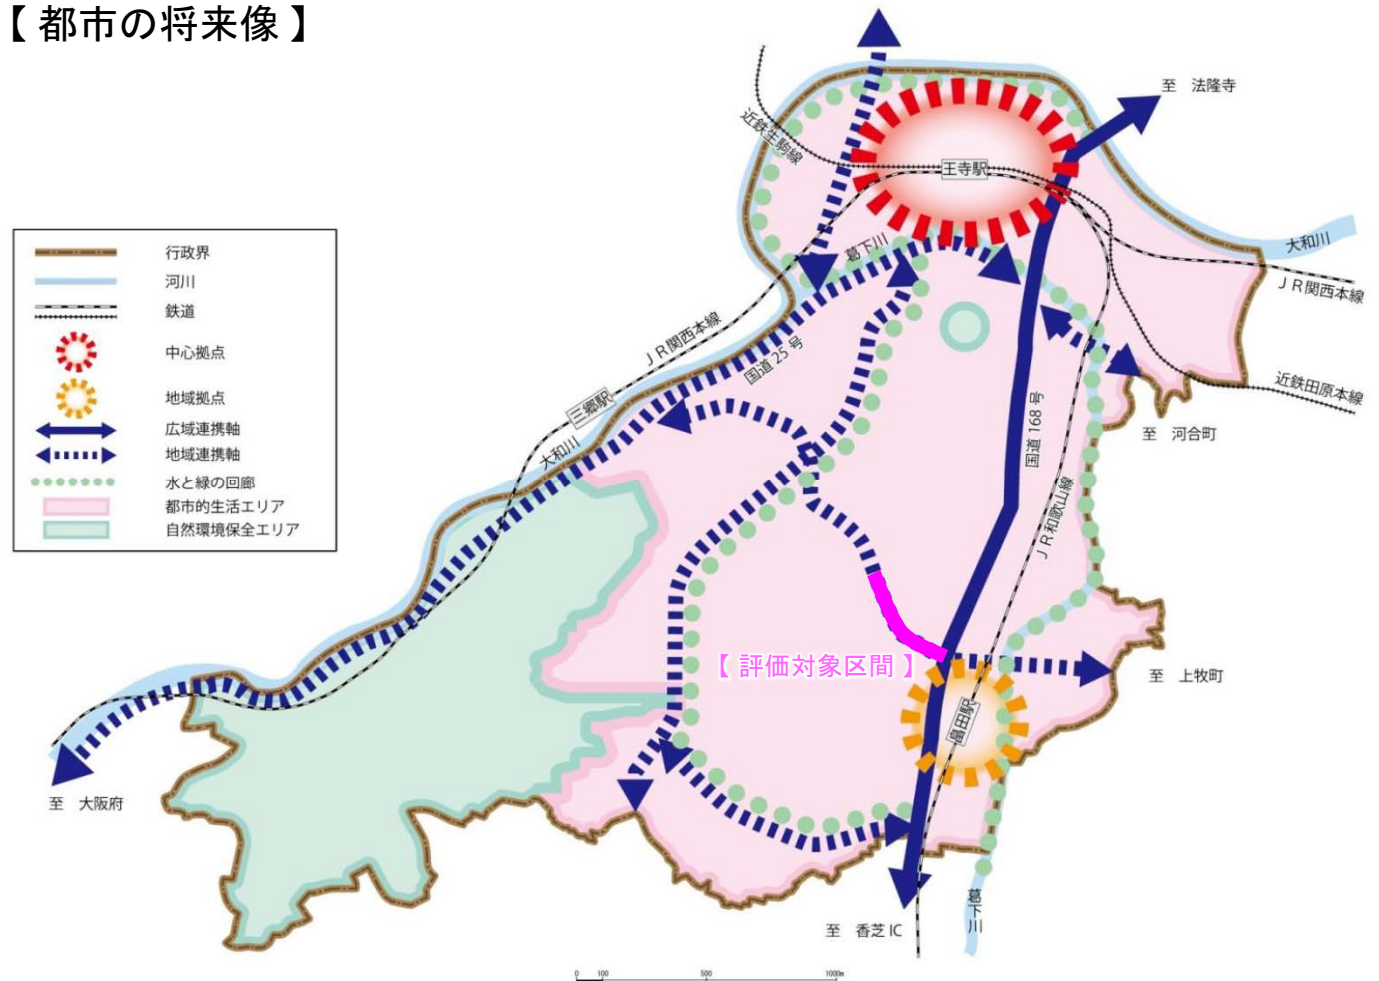 【 都市の将来像 】
至 法隆寺
近鉄生駒線
王寺駅
大和川
葛下川
JR関西本線
行政界
河川
鉄道
中心拠点
地域拠点
広域連携軸
地域連携軸
水と緑の回廊
都市的生活エリア
自然環境保全エリア
JR関西本線
国道25号
三郷駅
近鉄田原本線
国道168号
至 河合町
大和川
JR和歌山線
【 評価対象区間 】
至 上牧町
畠田駅
至 大阪府
葛下川
至 香芝IC
0 100 500 1000m